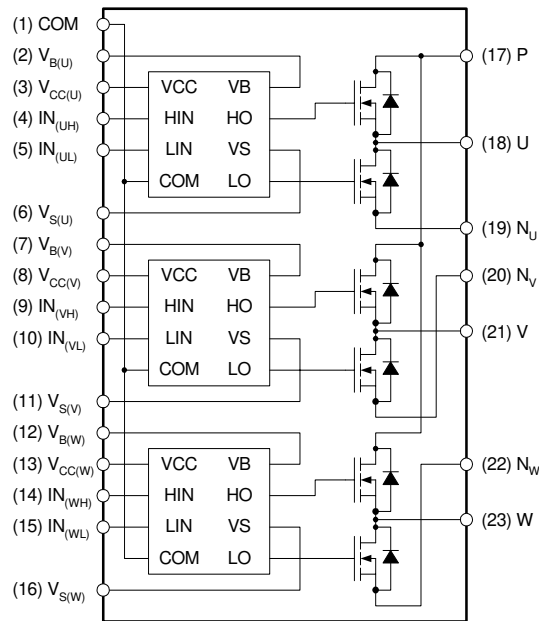 (1) COM
(2) V_B(U)
(3) V_CC(U)
(4) IN_(UH)
(5) IN_(UL)
(6) V_S(U)
(7) V_B(V)
(8) V_CC(V)
(9) IN_(VH)
(10) IN_(VL)
(11) V_S(V)
(12) V_B(W)
(13) V_CC(W)
(14) IN_(WH)
(15) IN_(WL)
(16) V_S(W)
VCC VB
HIN HO
LIN VS
COM LO
VCC VB
HIN HO
LIN VS
COM LO
VCC VB
HIN HO
LIN VS
COM LO
(17) P
(18) U
(19) N_U
(20) N_V
(21) V
(22) N_W
(23) W